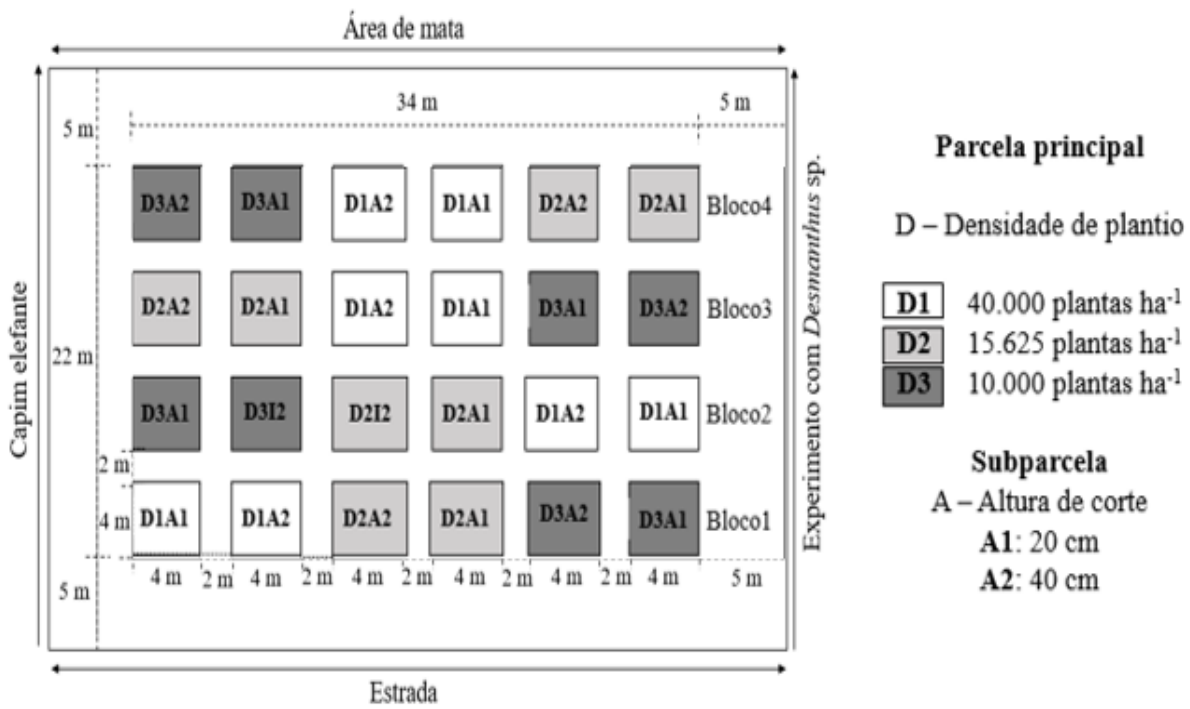 Área de mata
34 m
5 m
5 m
D3A2 D3A1 D1A2 D1A1 D2A2 D2A1 Bloco4
D2A2 D2A1 D1A2 D1A1 D3A1 D3A2 Bloco3
22 m
D3A1 D3I2 D2I2 D2A1 D1A2 D1A1 Bloco2
2 m
4 m
D1A1 D1A2 D2A2 D2A1 D3A2 D3A1 Bloco1
4 m 2 m 4 m 2 m 4 m 2 m 4 m 2 m 4 m 2 m 4 m 5 m
5 m
Estrada
Capim elefante
Experimento com Desmanthus sp.
Parcela principal
D – Densidade de plantio
D1 40.000 plantas ha⁻¹
D2 15.625 plantas ha⁻¹
D3 10.000 plantas ha⁻¹
Subparcela
A – Altura de corte
A1: 20 cm
A2: 40 cm